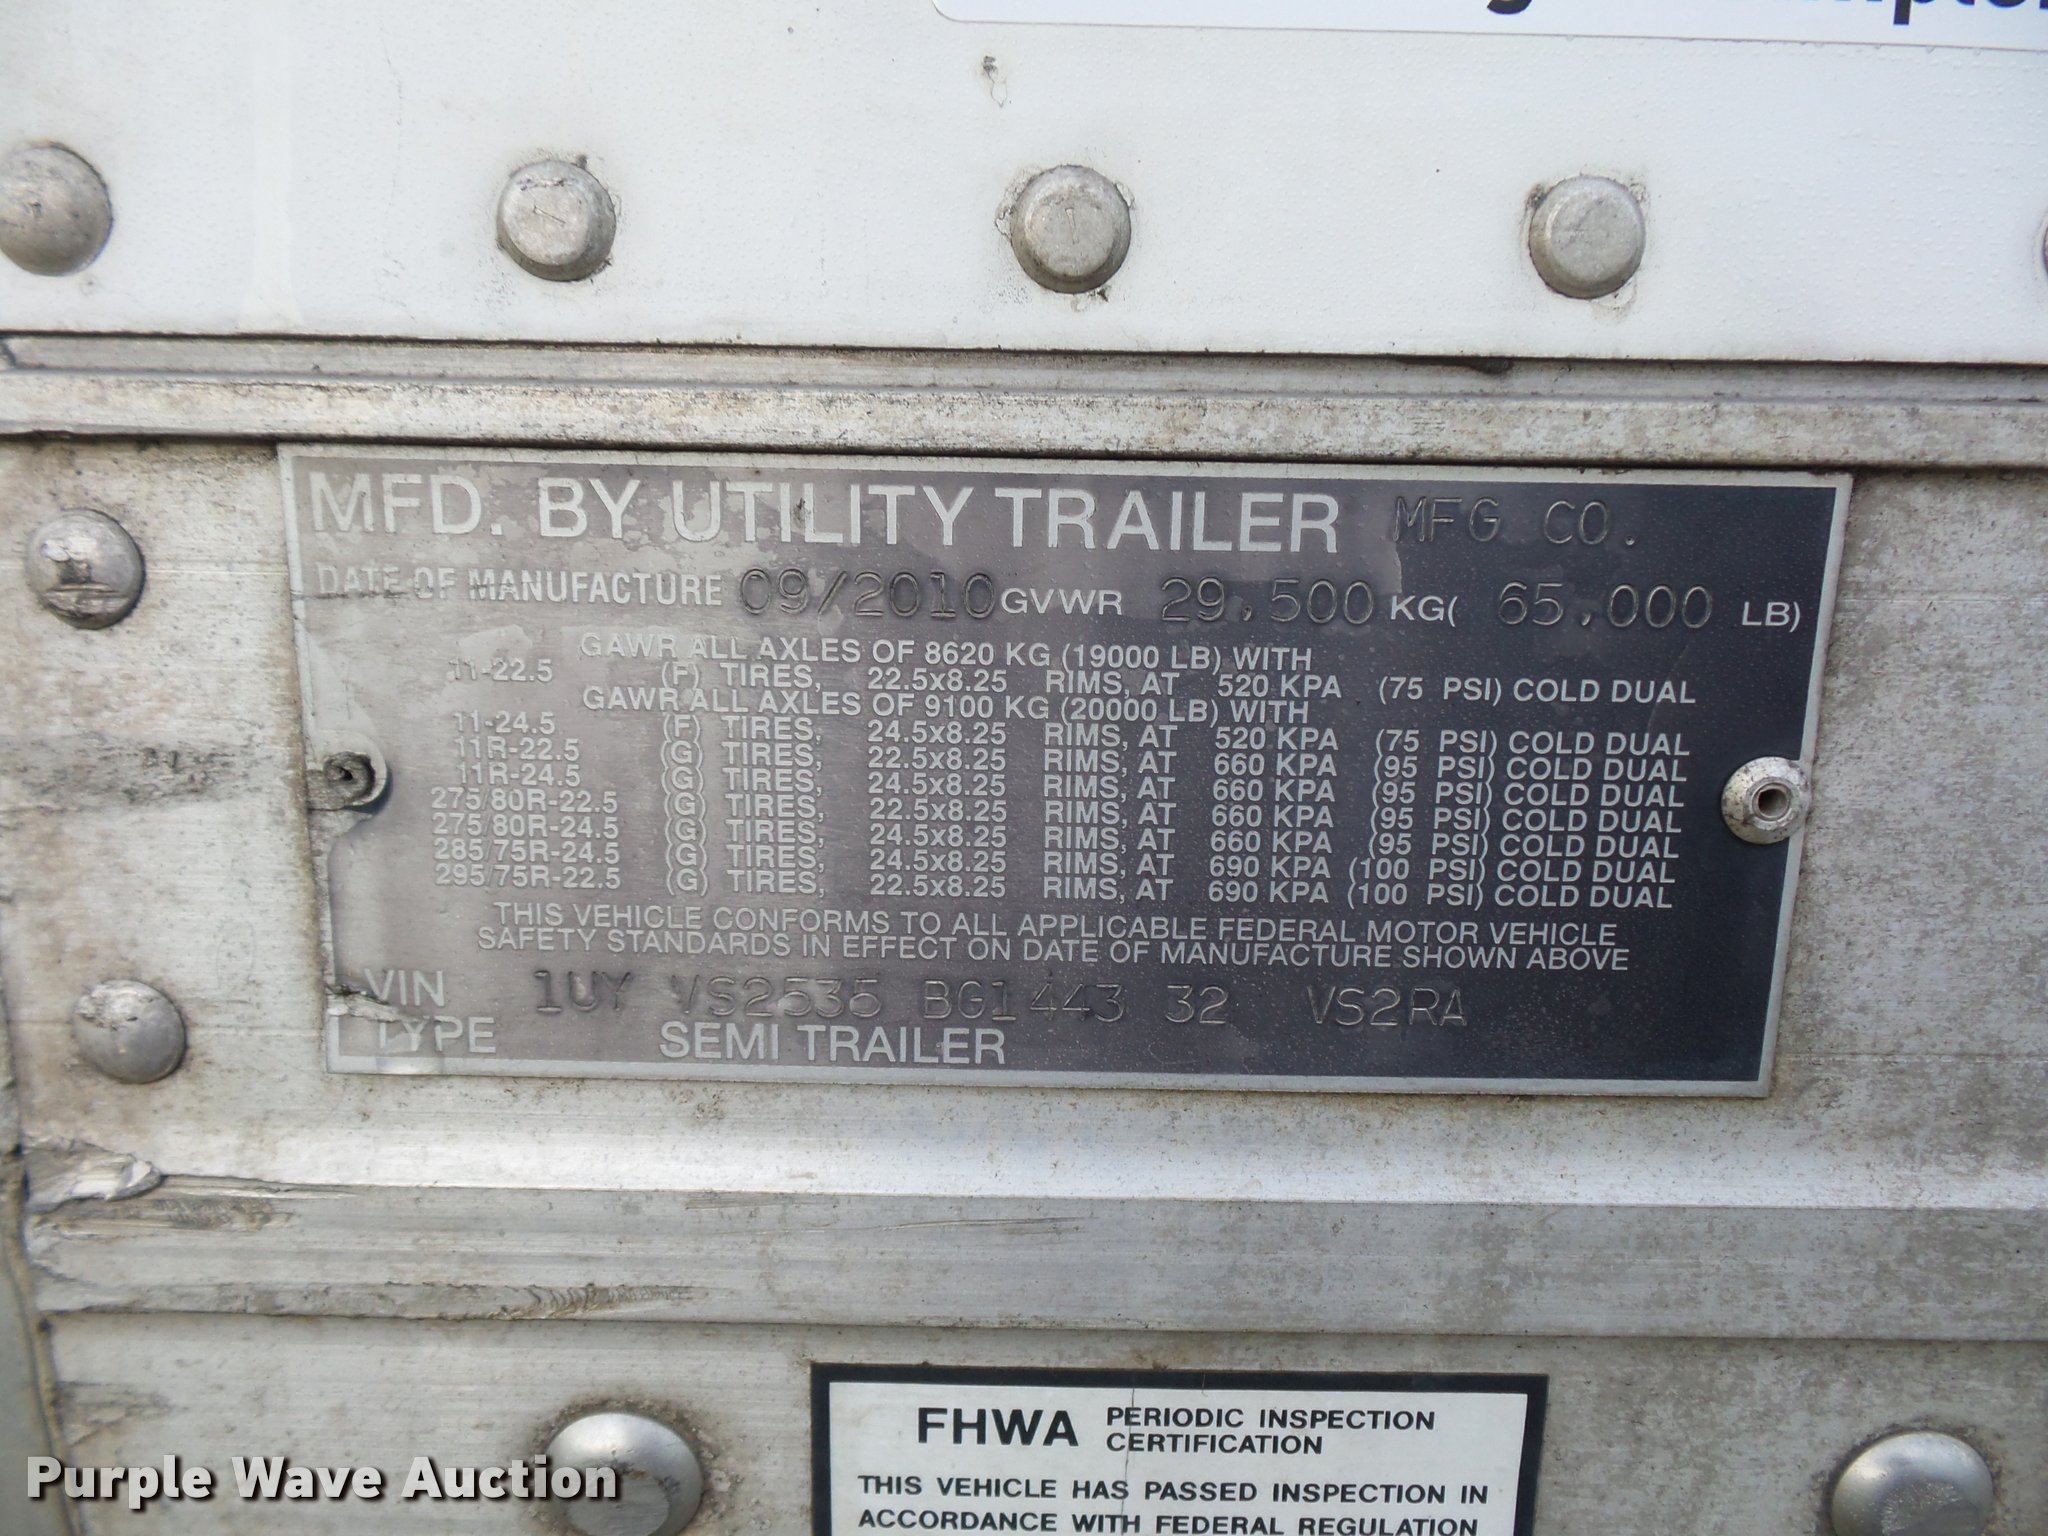 MFD. BY UTILITY TRAILER MFG CO.
DATE OF MANUFACTURE 09/2010 GVWR 29,500 KG( 65,000 LB)
GAWR ALL AXLES OF 8620 KG (19000 LB) WITH
11-22.5 (F) TIRES, 22.5x8.25 RIMS, AT 520 KPA (75 PSI) COLD DUAL
GAWR ALL AXLES OF 9100 KG (20000 LB) WITH
11-24.5 (F) TIRES, 24.5x8.25 RIMS, AT 520 KPA (75 PSI) COLD DUAL
11R-22.5 (G) TIRES, 22.5x8.25 RIMS, AT 660 KPA (95 PSI) COLD DUAL
11R-24.5 (G) TIRES, 24.5x8.25 RIMS, AT 660 KPA (95 PSI) COLD DUAL
275/80R-22.5 (G) TIRES, 22.5x8.25 RIMS, AT 660 KPA (95 PSI) COLD DUAL
275/80R-24.5 (G) TIRES, 24.5x8.25 RIMS, AT 660 KPA (95 PSI) COLD DUAL
285/75R-24.5 (G) TIRES, 24.5x8.25 RIMS, AT 690 KPA (100 PSI) COLD DUAL
295/75R-22.5 (G) TIRES, 22.5x8.25 RIMS, AT 690 KPA (100 PSI) COLD DUAL
THIS VEHICLE CONFORMS TO ALL APPLICABLE FEDERAL MOTOR VEHICLE
SAFETY STANDARDS IN EFFECT ON DATE OF MANUFACTURE SHOWN ABOVE
VIN 1UY VS2535 BG1443 32 VS2RA
TYPE SEMI TRAILER
FHWA PERIODIC INSPECTION
CERTIFICATION
THIS VEHICLE HAS PASSED INSPECTION IN
ACCORDANCE WITH FEDERAL REGULATION
Purple Wave Auction